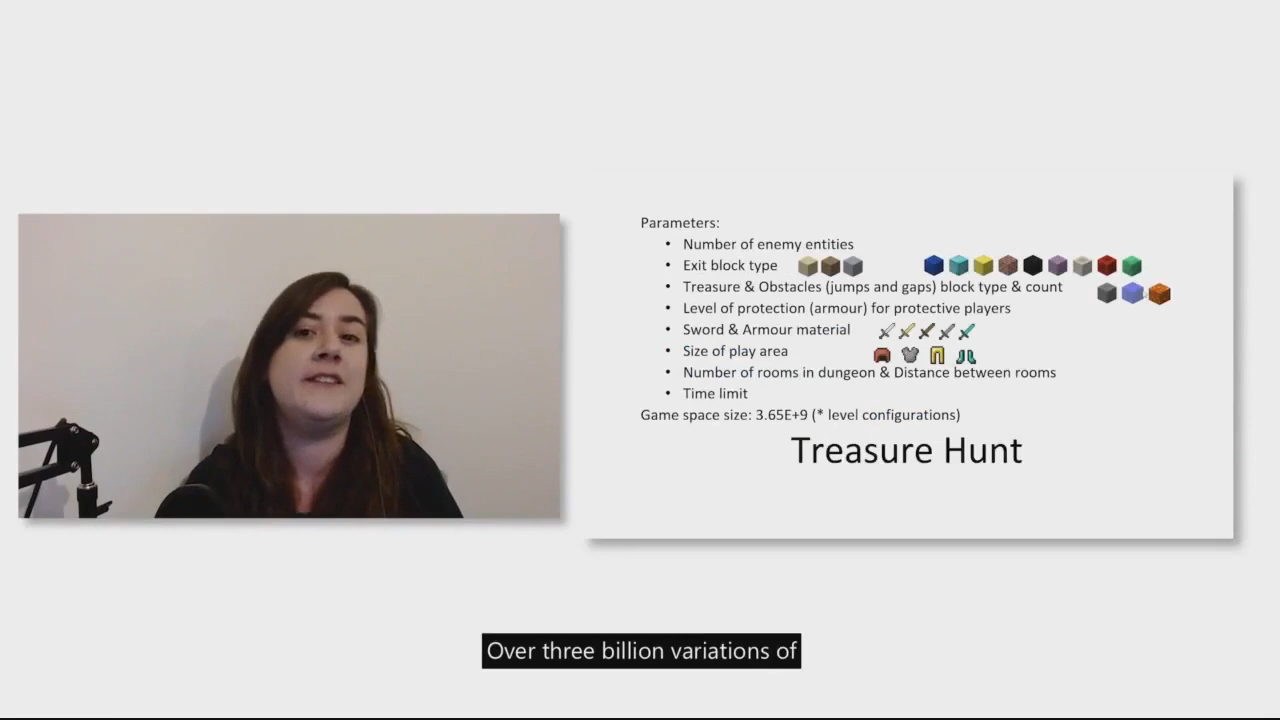 Parameters:
• Number of enemy entities
• Exit block type
• Treasure & Obstacles (jumps and gaps) block type & count
• Level of protection (armour) for protective players
• Sword & Armour material
• Size of play area
• Number of rooms in dungeon & Distance between rooms
• Time limit
Game space size: 3.65E+9 (* level configurations)
Treasure Hunt
Over three billion variations of